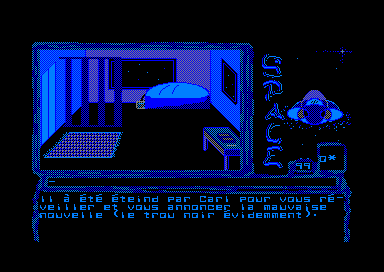 Il à été éteind par Carl pour vous ré-
veiller et vous annoncer la mauvaise
nouvelle (le trou noir évidemment).
99